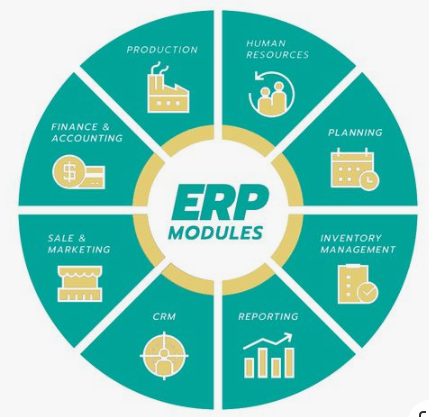 PRODUCTION
HUMAN
RESOURCES
FINANCE &
ACCOUNTING
PLANNING
ERP
MODULES
SALE &
MARKETING
INVENTORY
MANAGEMENT
CRM
REPORTING